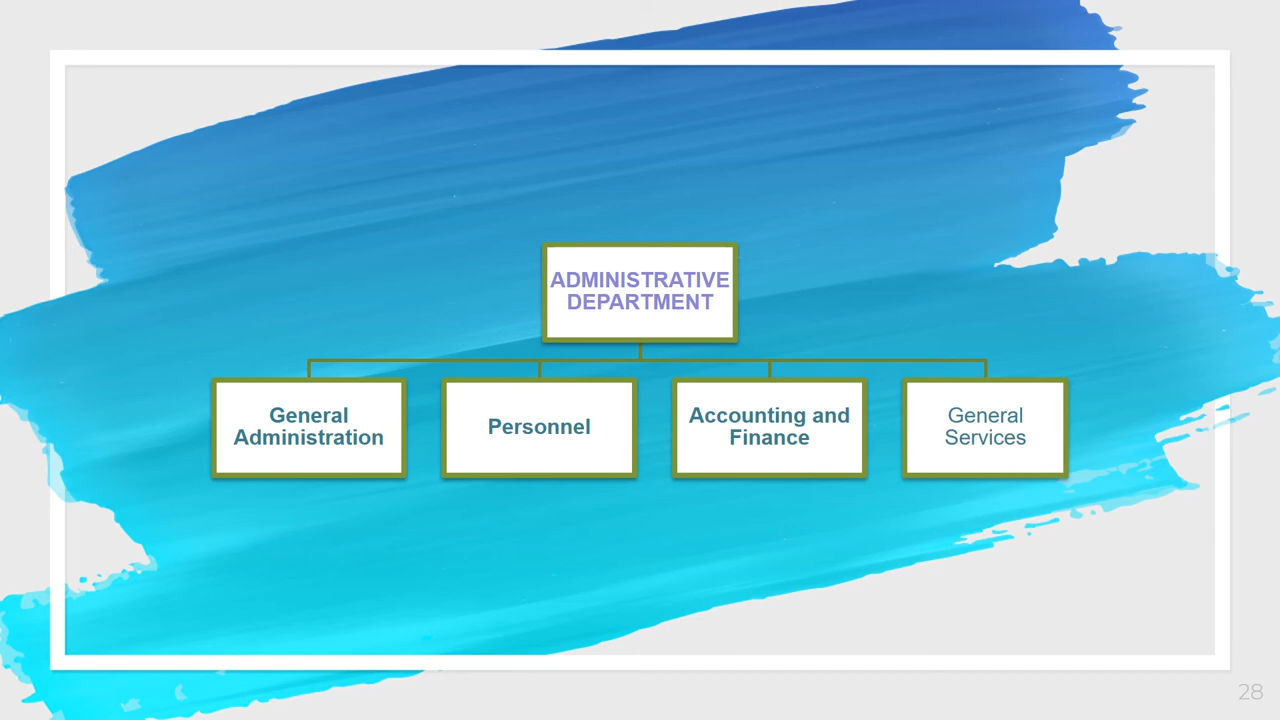 ADMINISTRATIVE
DEPARTMENT
General
Administration
Personnel
Accounting and
Finance
General
Services
28